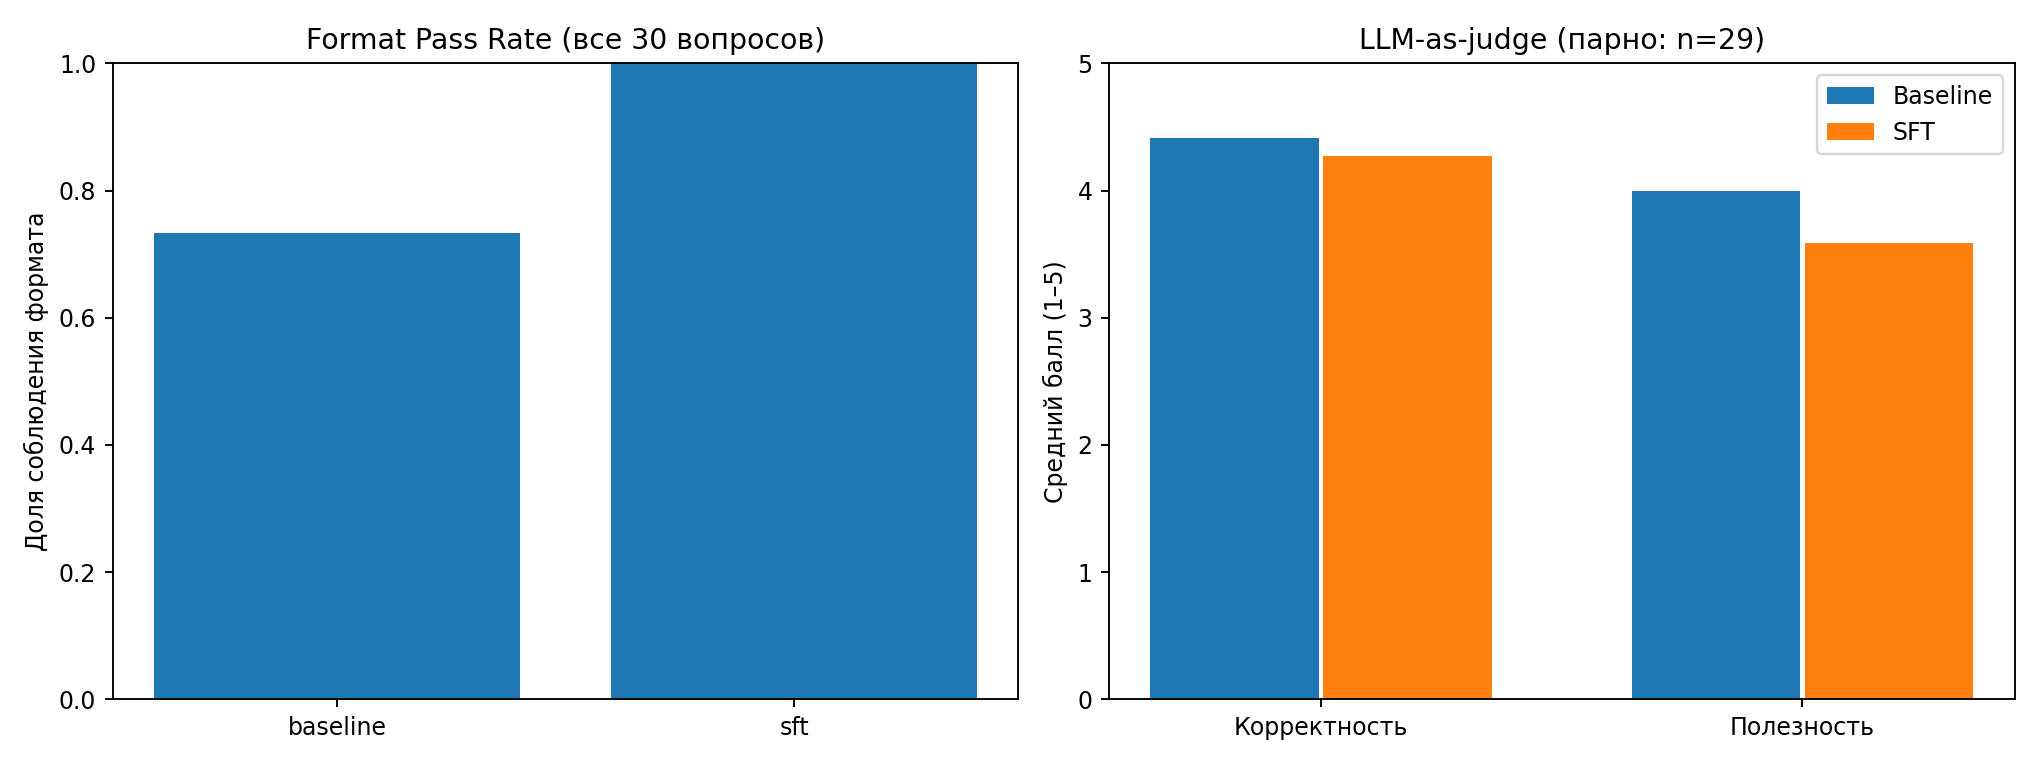 Format Pass Rate (все 30 вопросов)
Доля соблюдения формата
1.0
0.8
0.6
0.4
0.2
0.0
baseline
sft
LLM-as-judge (парно: n=29)
Средний балл (1–5)
5
4
3
2
1
0
Baseline
SFT
Корректность
Полезность